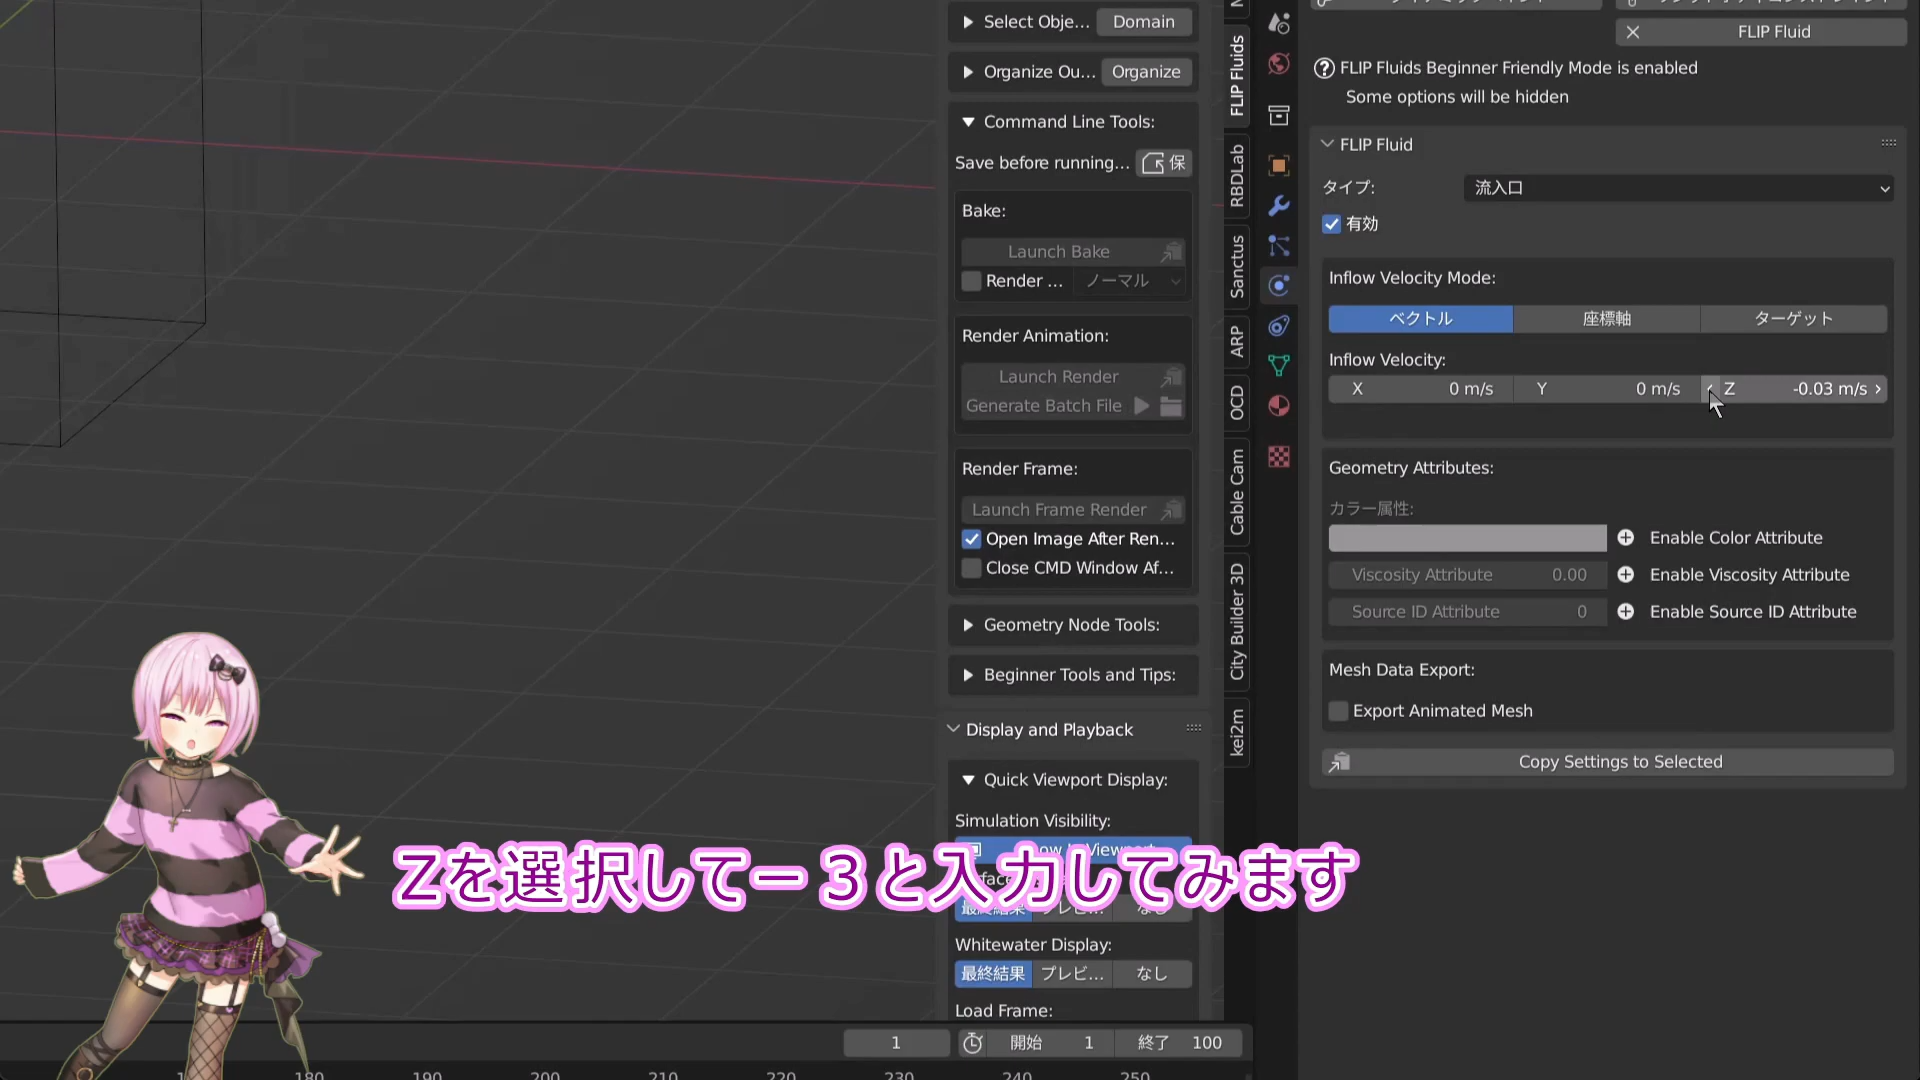 Select Obje...
Domain
Organize Ou...
Organize
Command Line Tools:
Save before running...
保
Bake:
Launch Bake
Render ...
ノーマル
Render Animation:
Launch Render
Generate Batch File
Render Frame:
Launch Frame Render
Open Image After Ren...
Close CMD Window Af...
Geometry Node Tools:
Beginner Tools and Tips:
Display and Playback
Quick Viewport Display:
Simulation Visibility:
最終結果
プレビ...
なし
Whitewater Display:
最終結果
プレビ...
なし
Load Frame:
FLIP Fluids
RBDLab
Sanctus
ARP
OCD
Cable Cam
City Builder 3D
kei2m
FLIP Fluid
FLIP Fluids Beginner Friendly Mode is enabled
Some options will be hidden
FLIP Fluid
タイプ:
流入口
有効
Inflow Velocity Mode:
ベクトル
座標軸
ターゲット
Inflow Velocity:
X 0 m/s
Y 0 m/s
Z -0.03 m/s
Geometry Attributes:
カラー属性:
Enable Color Attribute
Viscosity Attribute 0.00
Enable Viscosity Attribute
Source ID Attribute 0
Enable Source ID Attribute
Mesh Data Export:
Export Animated Mesh
Copy Settings to Selected
Zを選択してー３と入力してみます
1
開始 1
終了 100
180 190 200 210 220 230 240 250